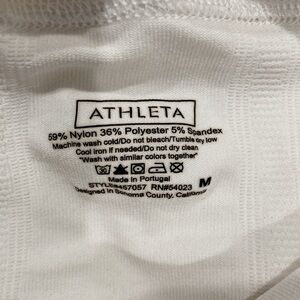 ATHLETA
59% Nylon 36% Polyester 5% Spandex
Machine wash cold/Do not bleach/Tumble dry low
Cool iron if needed/Do not dry clean
"Wash with similar colors together"
Made in Portugal
STYLE#457057 RN#54023 M
Designed in Sonoma County, California